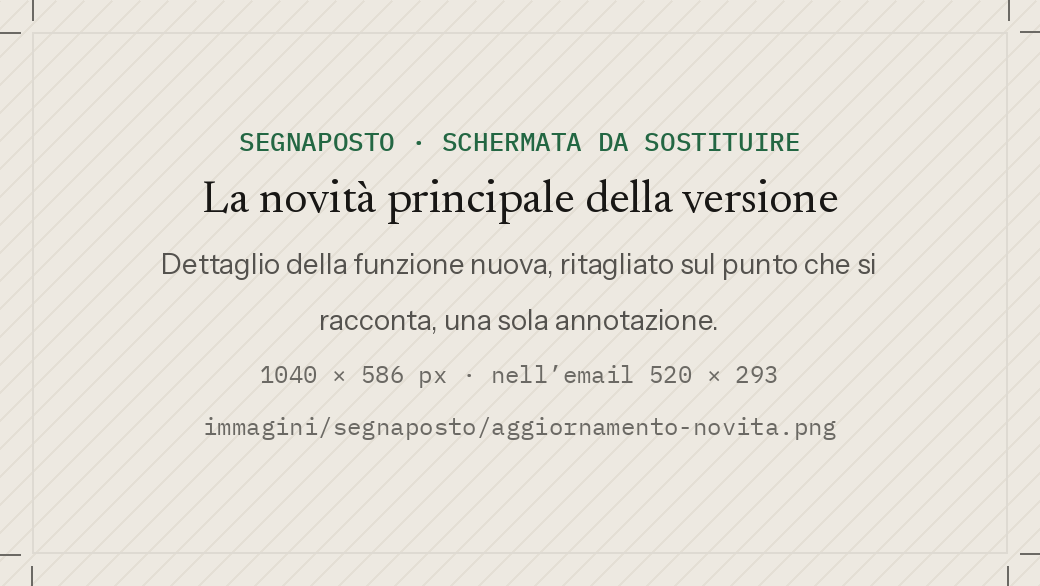 SEGNAPOSTO · SCHERMATA DA SOSTITUIRE
La novità principale della versione
Dettaglio della funzione nuova, ritagliato sul punto che si
racconta, una sola annotazione.
1040 × 586 px · nell’email 520 × 293
immagini/segnaposto/aggiornamento-novita.png